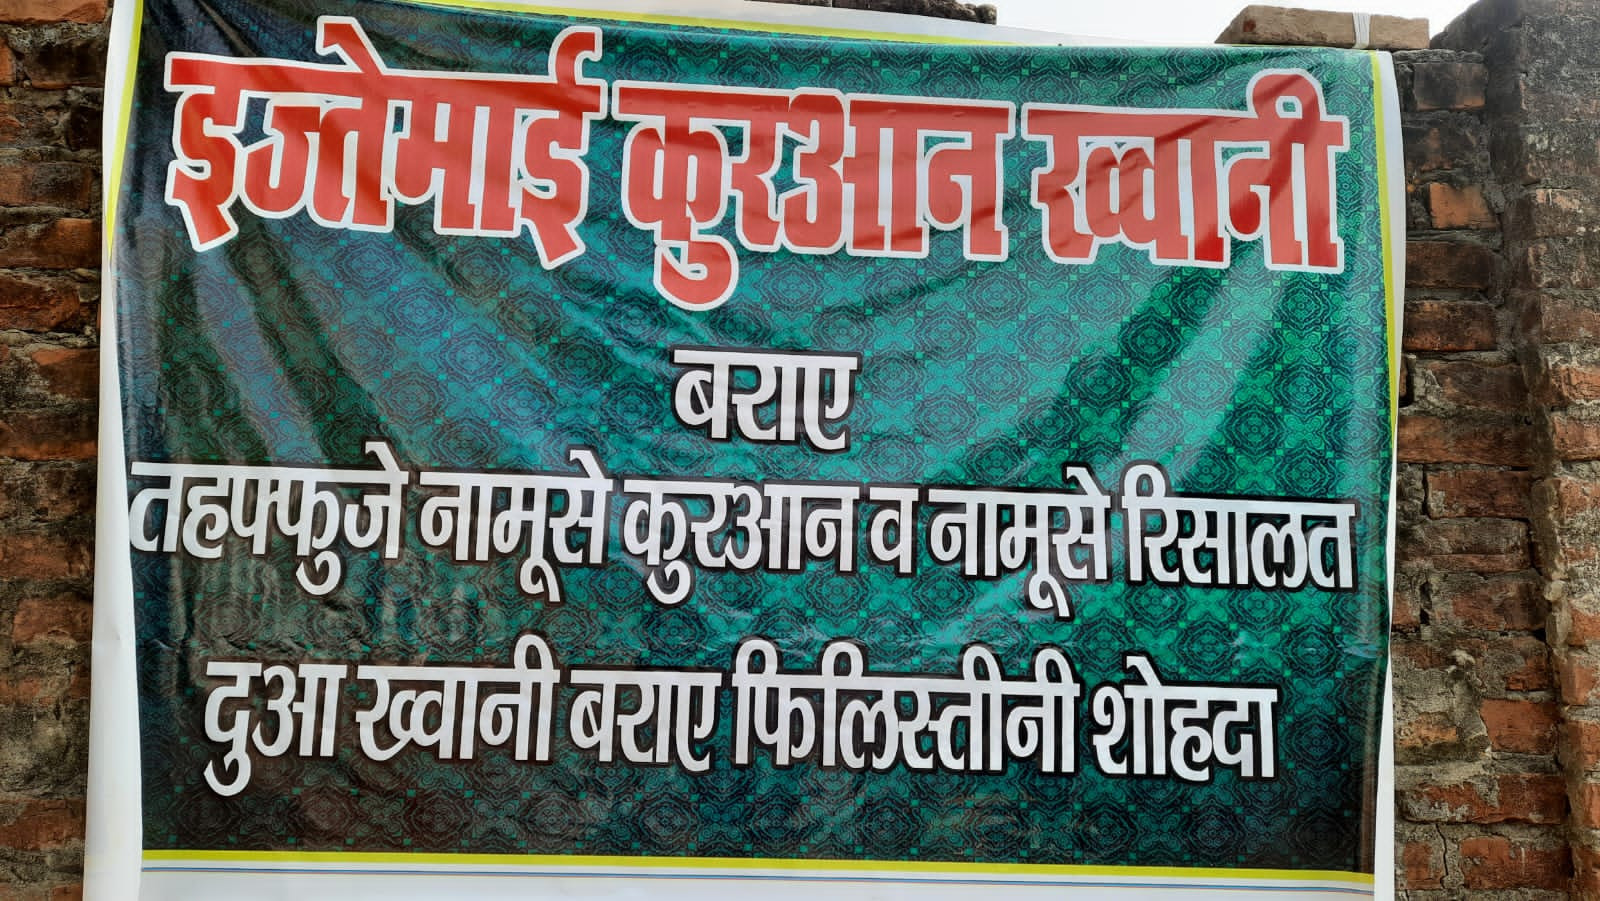 इज्तेमाई कुरआन ख्वानी
बराए
तहफ्फुजे नामूसे कुरआन व नामूसे रिसालत
दुआ ख्वानी बराए फिलिस्तीनी शोहदा